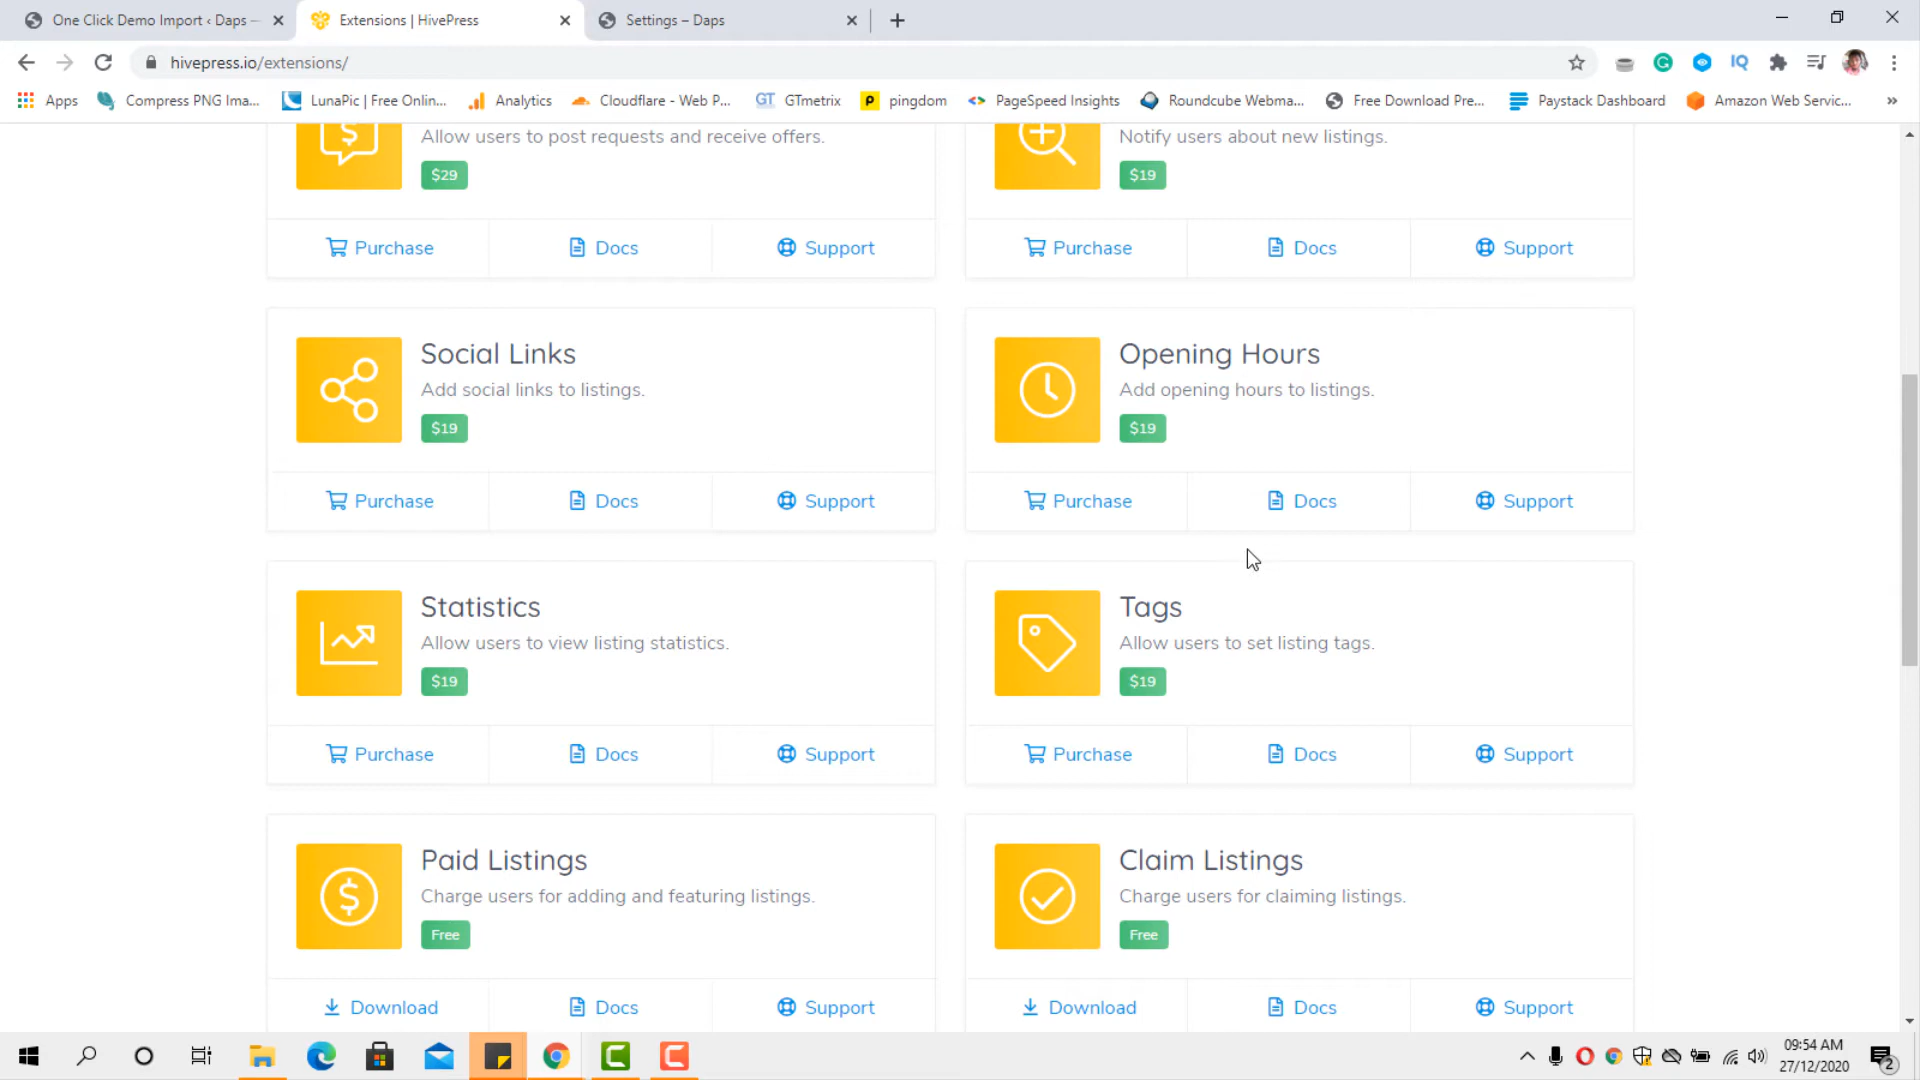 One Click Demo Import ‹ Daps —
Extensions | HivePress
Settings – Daps
hivepress.io/extensions/
IQ
Apps
Compress PNG Ima...
LunaPic | Free Onlin...
Analytics
Cloudflare - Web P...
GT GTmetrix
p pingdom
PageSpeed Insights
Roundcube Webma...
Free Download Pre...
Paystack Dashboard
Amazon Web Servic...
»
Allow users to post requests and receive offers.
$29
Purchase Docs Support
Notify users about new listings.
$19
Purchase Docs Support
Social Links
Add social links to listings.
$19
Purchase Docs Support
Opening Hours
Add opening hours to listings.
$19
Purchase Docs Support
Statistics
Allow users to view listing statistics.
$19
Purchase Docs Support
Tags
Allow users to set listing tags.
$19
Purchase Docs Support
Paid Listings
Charge users for adding and featuring listings.
Free
Download Docs Support
Claim Listings
Charge users for claiming listings.
Free
Download Docs Support
09:54 AM
27/12/2020
2